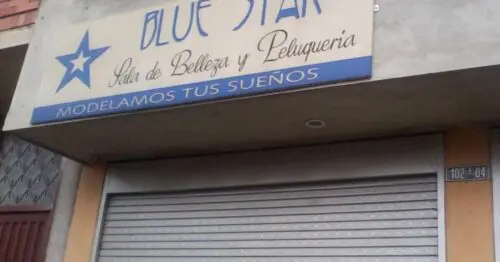 BLUE STAR
Sala de Belleza y Peluquería
MODELAMOS TUS SUEÑOS
102 A 04